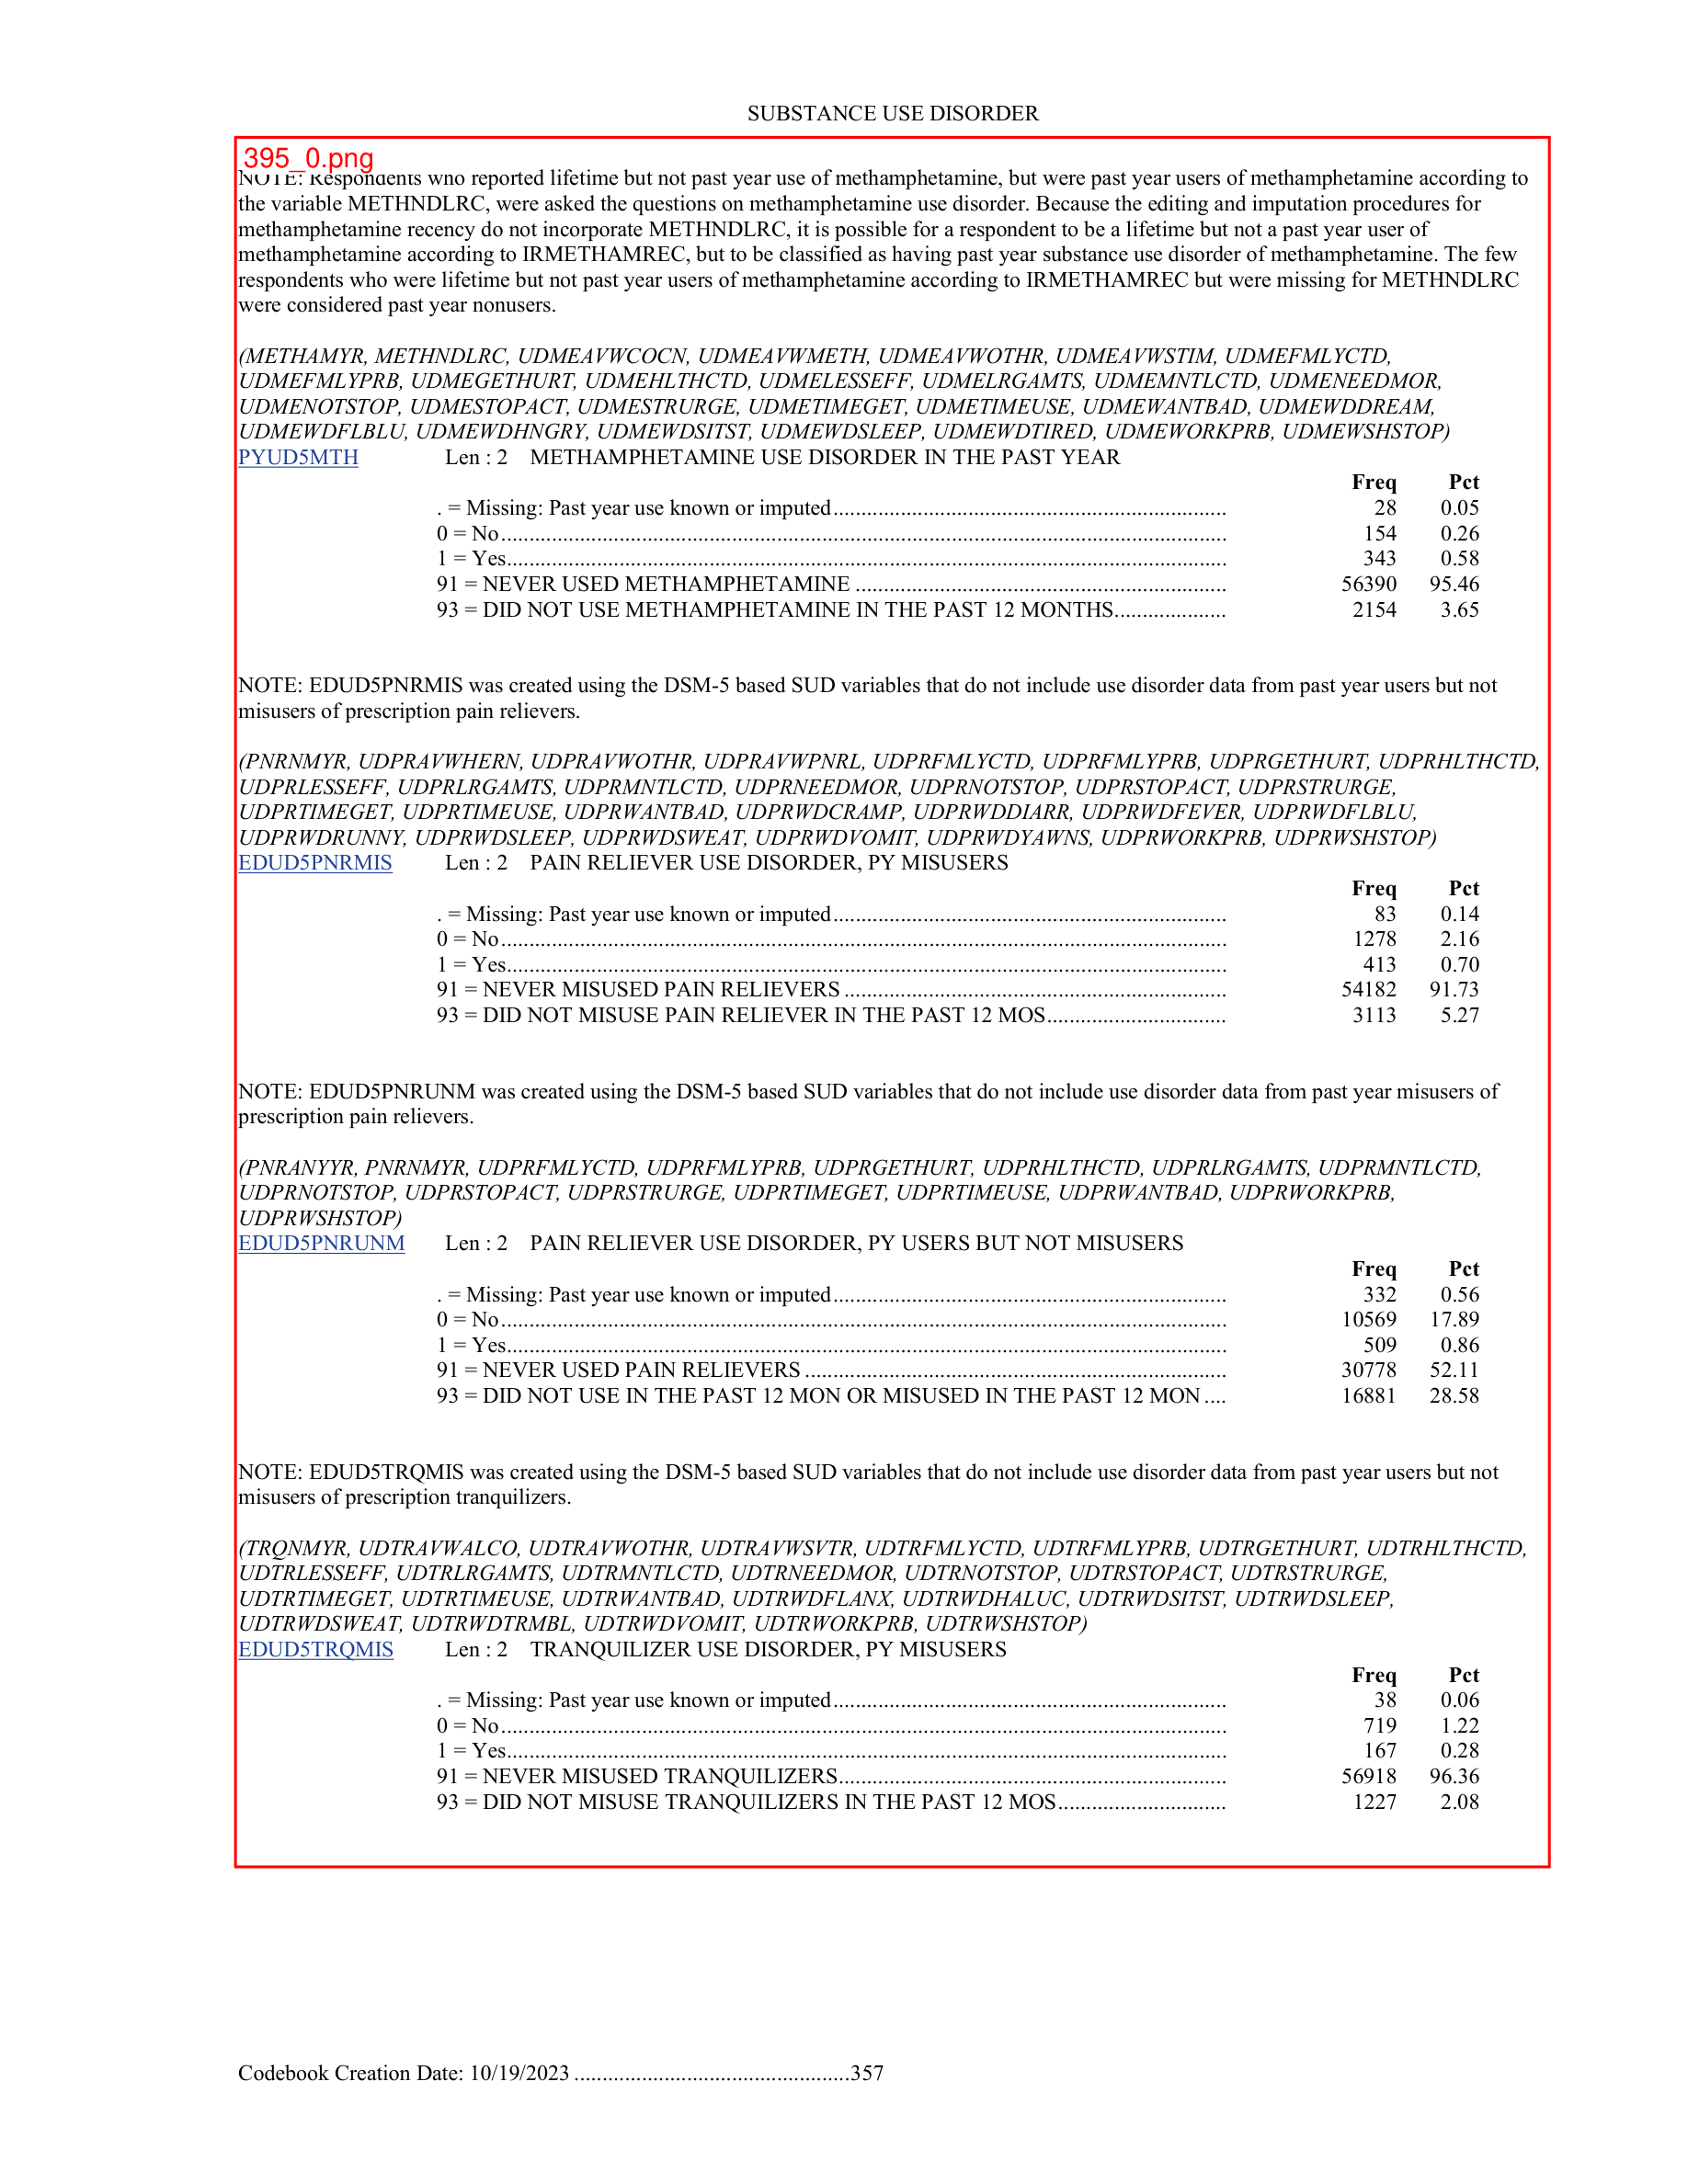 SUBSTANCE USE DISORDER
395_0.png
NOTE: Respondents who reported lifetime but not past year use of methamphetamine, but were past year users of methamphetamine according to
the variable METHNDLRC, were asked the questions on methamphetamine use disorder. Because the editing and imputation procedures for
methamphetamine recency do not incorporate METHNDLRC, it is possible for a respondent to be a lifetime but not a past year user of
methamphetamine according to IRMETHAMREC, but to be classified as having past year substance use disorder of methamphetamine. The few
respondents who were lifetime but not past year users of methamphetamine according to IRMETHAMREC but were missing for METHNDLRC
were considered past year nonusers.
(METHAMYR, METHNDLRC, UDMEAVWCOCN, UDMEAVWMETH, UDMEAVWOTHR, UDMEAVWSTIM, UDMEFMLYCTD,
UDMEFMLYPRB, UDMEGETHURT, UDMEHLTHCTD, UDMELESSEFF, UDMELRGAMTS, UDMEMNTLCTD, UDMENEEDMOR,
UDMENOTSTOP, UDMESTOPACT, UDMESTRURGE, UDMETIMEGET, UDMETIMEUSE, UDMEWANTBAD, UDMEWDDREAM,
UDMEWDFLBLU, UDMEWDHNGRY, UDMEWDSITST, UDMEWDSLEEP, UDMEWDTIRED, UDMEWORKPRB, UDMEWSHSTOP)
PYUD5MTH Len : 2 METHAMPHETAMINE USE DISORDER IN THE PAST YEAR
Freq Pct
. = Missing: Past year use known or imputed...................................................................... 28 0.05
0 = No................................................................................................................................. 154 0.26
1 = Yes................................................................................................................................ 343 0.58
91 = NEVER USED METHAMPHETAMINE .................................................................. 56390 95.46
93 = DID NOT USE METHAMPHETAMINE IN THE PAST 12 MONTHS.................... 2154 3.65
NOTE: EDUD5PNRMIS was created using the DSM-5 based SUD variables that do not include use disorder data from past year users but not
misusers of prescription pain relievers.
(PNRNMYR, UDPRAVWHERN, UDPRAVWOTHR, UDPRAVWPNRL, UDPRFMLYCTD, UDPRFMLYPRB, UDPRGETHURT, UDPRHLTHCTD,
UDPRLESSEFF, UDPRLRGAMTS, UDPRMNTLCTD, UDPRNEEDMOR, UDPRNOTSTOP, UDPRSTOPACT, UDPRSTRURGE,
UDPRTIMEGET, UDPRTIMEUSE, UDPRWANTBAD, UDPRWDCRAMP, UDPRWDDIARR, UDPRWDFEVER, UDPRWDFLBLU,
UDPRWDRUNNY, UDPRWDSLEEP, UDPRWDSWEAT, UDPRWDVOMIT, UDPRWDYAWNS, UDPRWORKPRB, UDPRWSHSTOP)
EDUD5PNRMIS Len : 2 PAIN RELIEVER USE DISORDER, PY MISUSERS
Freq Pct
. = Missing: Past year use known or imputed...................................................................... 83 0.14
0 = No................................................................................................................................. 1278 2.16
1 = Yes................................................................................................................................ 413 0.70
91 = NEVER MISUSED PAIN RELIEVERS .................................................................... 54182 91.73
93 = DID NOT MISUSE PAIN RELIEVER IN THE PAST 12 MOS................................ 3113 5.27
NOTE: EDUD5PNRUNM was created using the DSM-5 based SUD variables that do not include use disorder data from past year misusers of
prescription pain relievers.
(PNRANYYR, PNRNMYR, UDPRFMLYCTD, UDPRFMLYPRB, UDPRGETHURT, UDPRHLTHCTD, UDPRLRGAMTS, UDPRMNTLCTD,
UDPRNOTSTOP, UDPRSTOPACT, UDPRSTRURGE, UDPRTIMEGET, UDPRTIMEUSE, UDPRWANTBAD, UDPRWORKPRB,
UDPRWSHSTOP)
EDUD5PNRUNM Len : 2 PAIN RELIEVER USE DISORDER, PY USERS BUT NOT MISUSERS
Freq Pct
. = Missing: Past year use known or imputed...................................................................... 332 0.56
0 = No................................................................................................................................. 10569 17.89
1 = Yes................................................................................................................................ 509 0.86
91 = NEVER USED PAIN RELIEVERS ........................................................................... 30778 52.11
93 = DID NOT USE IN THE PAST 12 MON OR MISUSED IN THE PAST 12 MON .... 16881 28.58
NOTE: EDUD5TRQMIS was created using the DSM-5 based SUD variables that do not include use disorder data from past year users but not
misusers of prescription tranquilizers.
(TRQNMYR, UDTRAVWALCO, UDTRAVWOTHR, UDTRAVWSVTR, UDTRFMLYCTD, UDTRFMLYPRB, UDTRGETHURT, UDTRHLTHCTD,
UDTRLESSEFF, UDTRLRGAMTS, UDTRMNTLCTD, UDTRNEEDMOR, UDTRNOTSTOP, UDTRSTOPACT, UDTRSTRURGE,
UDTRTIMEGET, UDTRTIMEUSE, UDTRWANTBAD, UDTRWDFLANX, UDTRWDHALUC, UDTRWDSITST, UDTRWDSLEEP,
UDTRWDSWEAT, UDTRWDTRMBL, UDTRWDVOMIT, UDTRWORKPRB, UDTRWSHSTOP)
EDUD5TRQMIS Len : 2 TRANQUILIZER USE DISORDER, PY MISUSERS
Freq Pct
. = Missing: Past year use known or imputed...................................................................... 38 0.06
0 = No................................................................................................................................. 719 1.22
1 = Yes................................................................................................................................ 167 0.28
91 = NEVER MISUSED TRANQUILIZERS..................................................................... 56918 96.36
93 = DID NOT MISUSE TRANQUILIZERS IN THE PAST 12 MOS.............................. 1227 2.08
Codebook Creation Date: 10/19/2023 .................................................357